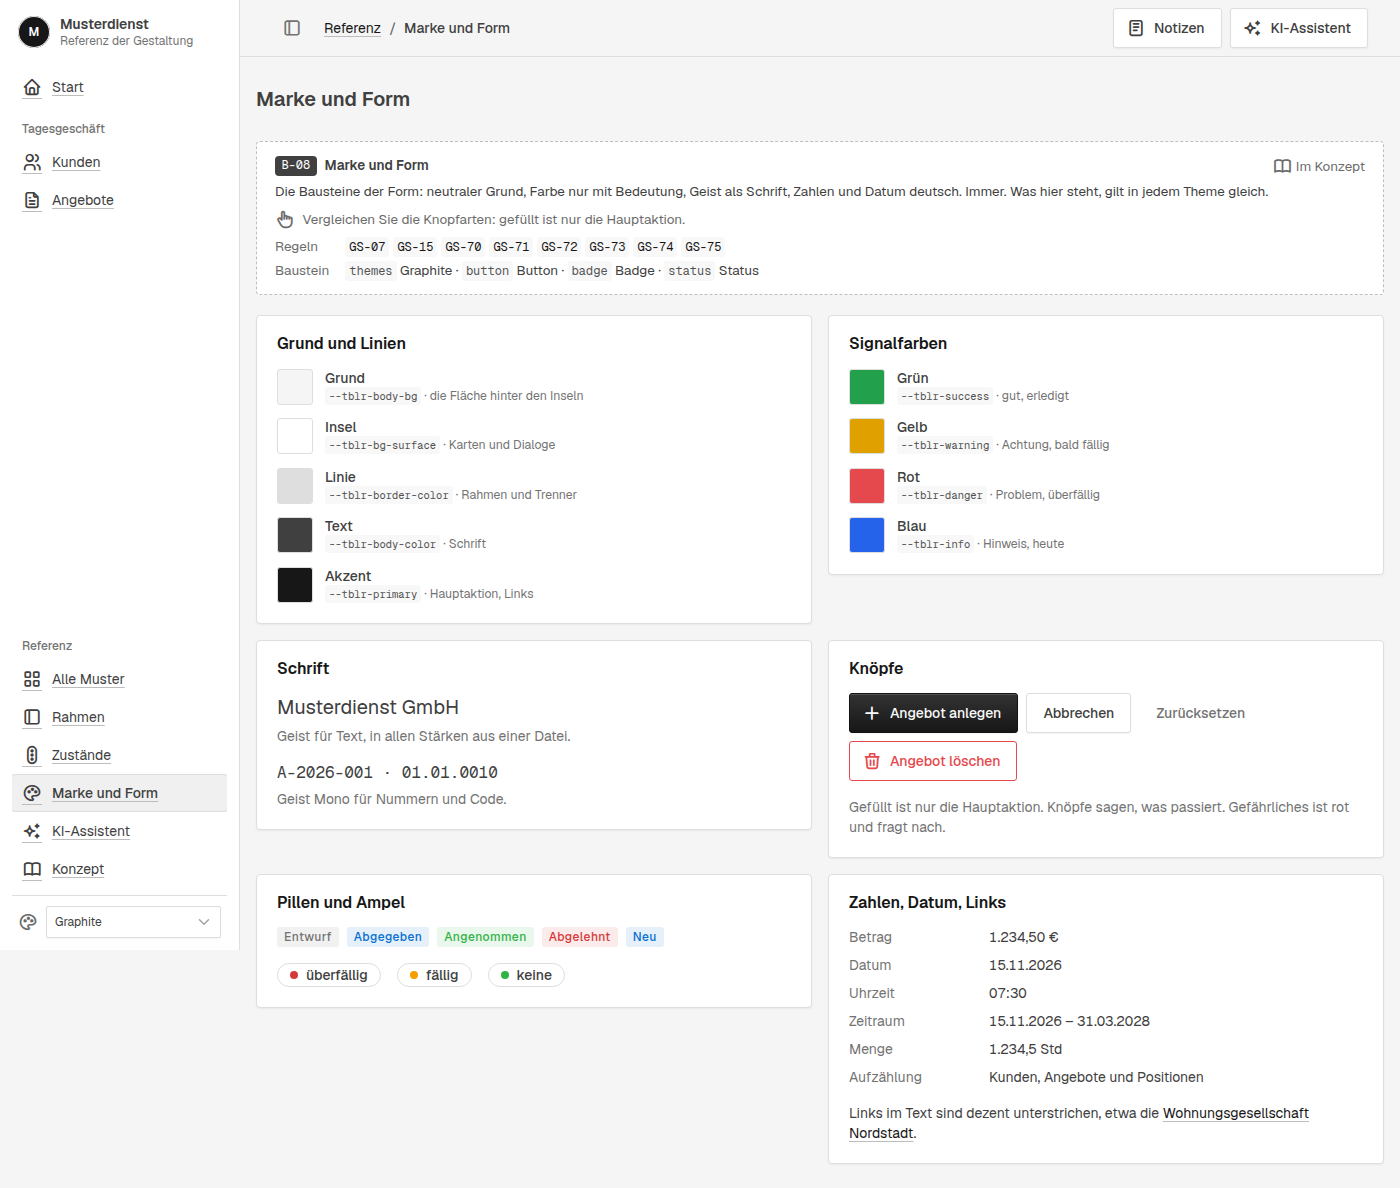 M
Musterdienst
Referenz der Gestaltung
Start
Tagesgeschäft
Kunden
Angebote
Referenz
Alle Muster
Rahmen
Zustände
Marke und Form
KI-Assistent
Konzept
Graphite
Referenz / Marke und Form
Notizen
KI-Assistent
Marke und Form
B-08 Marke und Form
Im Konzept
Die Bausteine der Form: neutraler Grund, Farbe nur mit Bedeutung, Geist als Schrift, Zahlen und Datum deutsch. Immer. Was hier steht, gilt in jedem Theme gleich.
Vergleichen Sie die Knopfarten: gefüllt ist nur die Hauptaktion.
Regeln GS-07 GS-15 GS-70 GS-71 GS-72 GS-73 GS-74 GS-75
Baustein themes Graphite · button Button · badge Badge · status Status
Grund und Linien
Grund
--tblr-body-bg · die Fläche hinter den Inseln
Insel
--tblr-bg-surface · Karten und Dialoge
Linie
--tblr-border-color · Rahmen und Trenner
Text
--tblr-body-color · Schrift
Akzent
--tblr-primary · Hauptaktion, Links
Signalfarben
Grün
--tblr-success · gut, erledigt
Gelb
--tblr-warning · Achtung, bald fällig
Rot
--tblr-danger · Problem, überfällig
Blau
--tblr-info · Hinweis, heute
Schrift
Musterdienst GmbH
Geist für Text, in allen Stärken aus einer Datei.
A-2026-001 · 01.01.0010
Geist Mono für Nummern und Code.
Knöpfe
Angebot anlegen
Abbrechen
Zurücksetzen
Angebot löschen
Gefüllt ist nur die Hauptaktion. Knöpfe sagen, was passiert. Gefährliches ist rot
und fragt nach.
Pillen und Ampel
Entwurf Abgegeben Angenommen Abgelehnt Neu
überfällig fällig keine
Zahlen, Datum, Links
Betrag 1.234,50 €
Datum 15.11.2026
Uhrzeit 07:30
Zeitraum 15.11.2026 – 31.03.2028
Menge 1.234,5 Std
Aufzählung Kunden, Angebote und Positionen
Links im Text sind dezent unterstrichen, etwa die Wohnungsgesellschaft
Nordstadt.